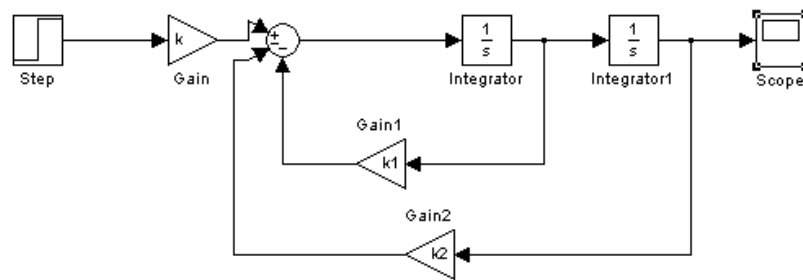 Step
k
Gain
+
−
−
1
s
Integrator
1
s
Integrator1
Scope
Gain1
k1
Gain2
k2